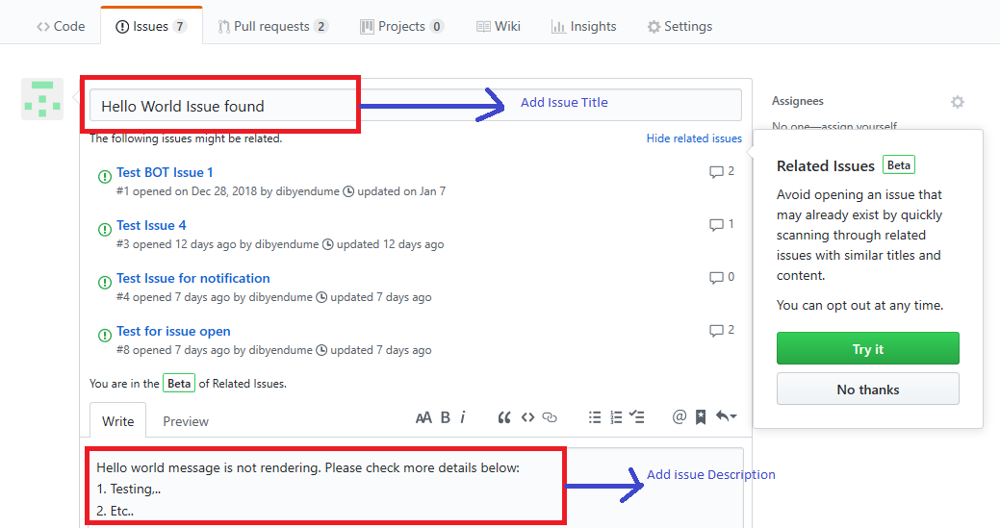 Code Issues 7 Pull requests 2 Projects 0 Wiki Insights Settings
Hello World Issue found
Add Issue Title
The following issues might be related.
Hide related issues
Test BOT Issue 1
2
#1 opened on Dec 28, 2018 by dibyendume updated on Jan 7
Test Issue 4
1
#3 opened 12 days ago by dibyendume updated 12 days ago
Test Issue for notification
0
#4 opened 7 days ago by dibyendume updated 7 days ago
Test for issue open
2
#8 opened 7 days ago by dibyendume updated 7 days ago
You are in the Beta of Related Issues.
Write Preview
AA B i
Hello world message is not rendering. Please check more details below:
1. Testing,..
2. Etc..
Add issue Description
Assignees
No one—assign yourself
Related Issues Beta
Avoid opening an issue that
may already exist by quickly
scanning through related
issues with similar titles and
content.
You can opt out at any time.
Try it
No thanks